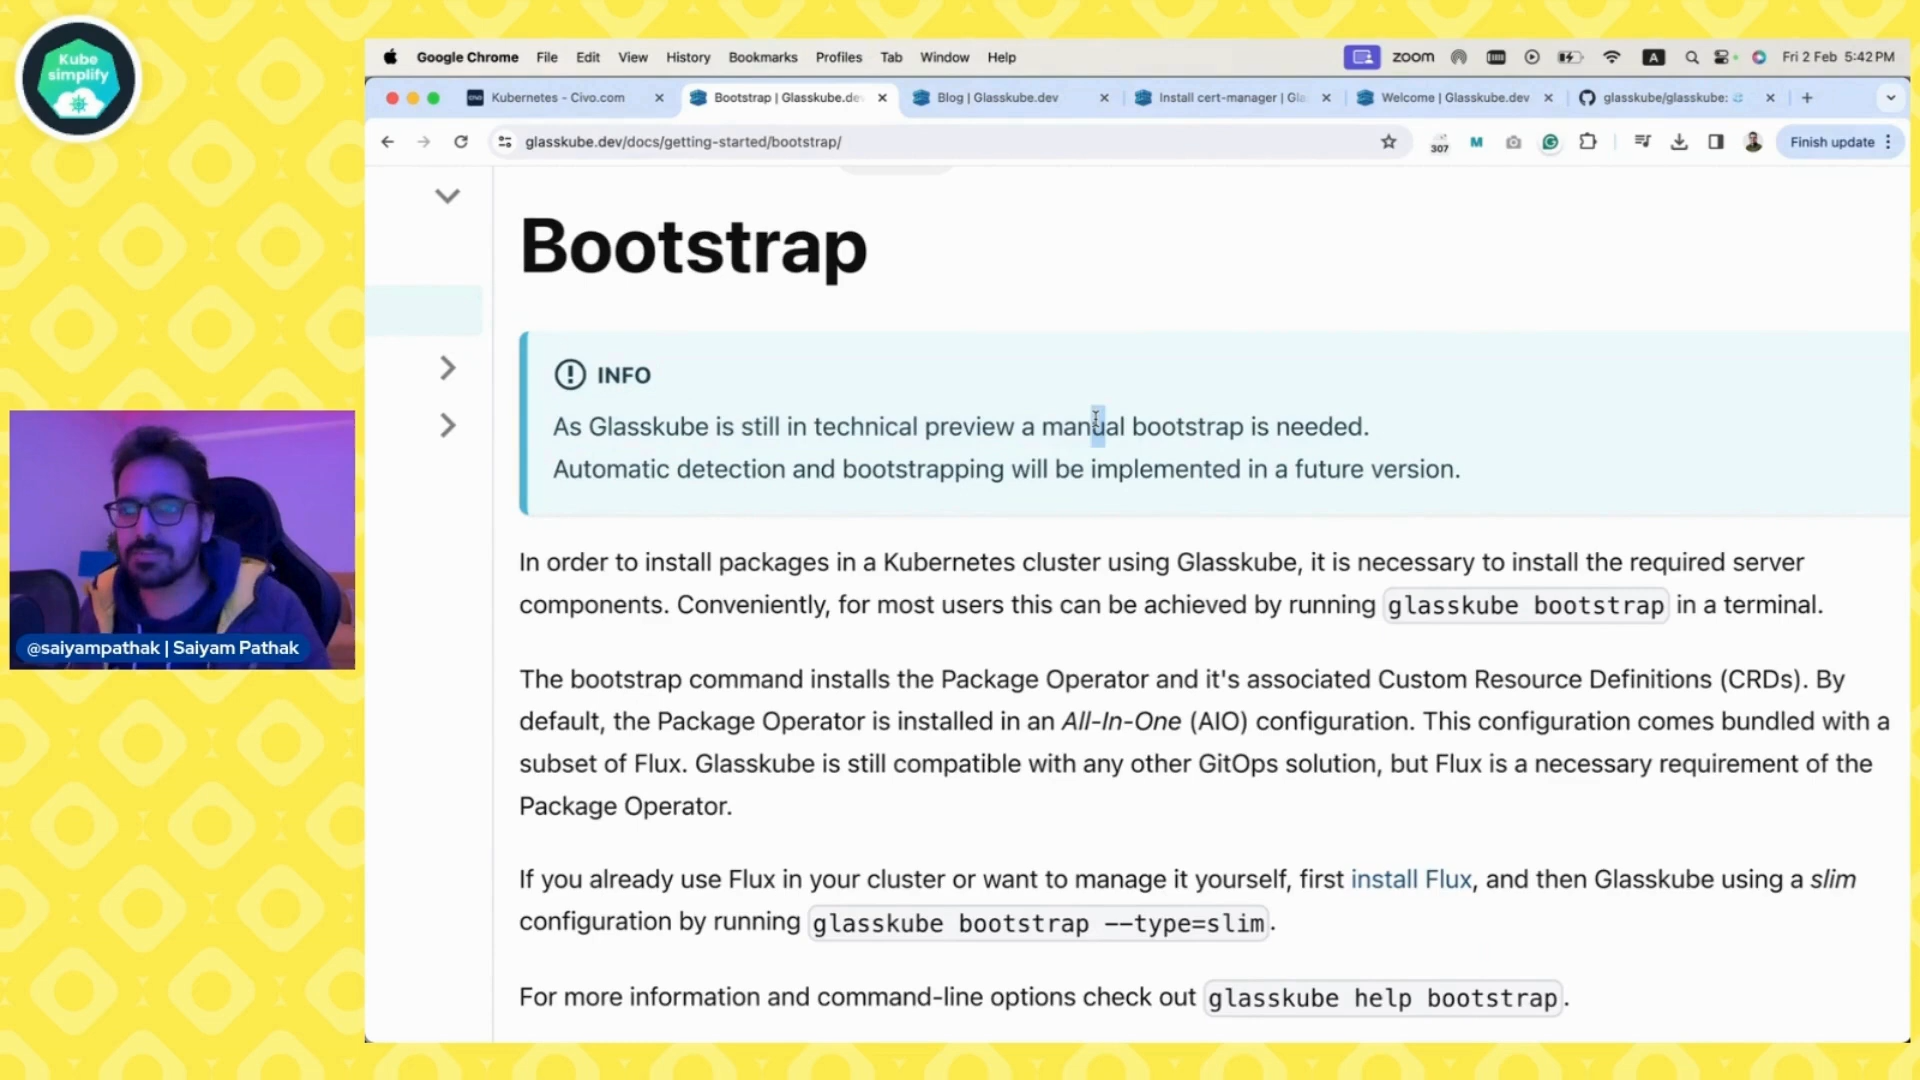 Kube
simplify
Google Chrome File Edit View History Bookmarks Profiles Tab Window Help
zoom A Fri 2 Feb 5:42 PM
Kubernetes - Civo.com
Bootstrap | Glasskube.de
Blog | Glasskube.dev
Install cert-manager | Gla
Welcome | Glasskube.dev
glasskube/glasskube:
glasskube.dev/docs/getting-started/bootstrap/
307
M
Finish update
Bootstrap
INFO
As Glasskube is still in technical preview a manual bootstrap is needed.
Automatic detection and bootstrapping will be implemented in a future version.
In order to install packages in a Kubernetes cluster using Glasskube, it is necessary to install the required server
components. Conveniently, for most users this can be achieved by running glasskube bootstrap in a terminal.
The bootstrap command installs the Package Operator and it's associated Custom Resource Definitions (CRDs). By
default, the Package Operator is installed in an All-In-One (AIO) configuration. This configuration comes bundled with a
subset of Flux. Glasskube is still compatible with any other GitOps solution, but Flux is a necessary requirement of the
Package Operator.
If you already use Flux in your cluster or want to manage it yourself, first install Flux, and then Glasskube using a slim
configuration by running glasskube bootstrap --type=slim.
For more information and command-line options check out glasskube help bootstrap.
@saiyampathak | Saiyam Pathak